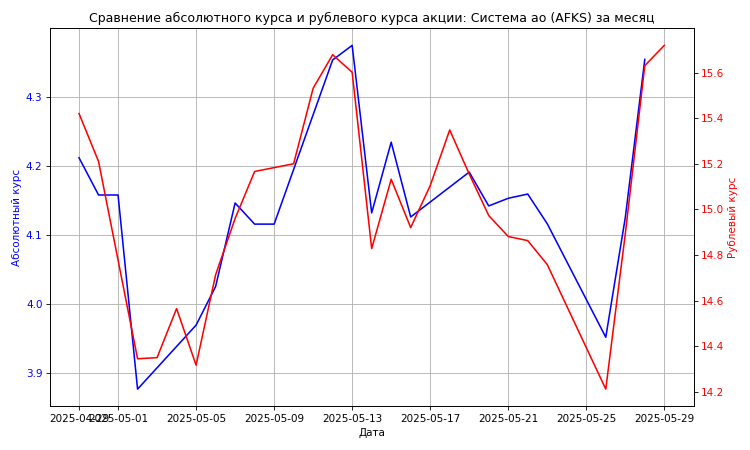 Сравнение абсолютного курса и рублевого курса акции: Система ао (AFKS) за месяц
4.3
4.2
4.1
4.0
3.9
Абсолютный курс
15.6
15.4
15.2
15.0
14.8
14.6
14.4
14.2
Рублевый курс
2025-04-29 2025-05-01 2025-05-05 2025-05-09 2025-05-13 2025-05-17 2025-05-21 2025-05-25 2025-05-29
Дата